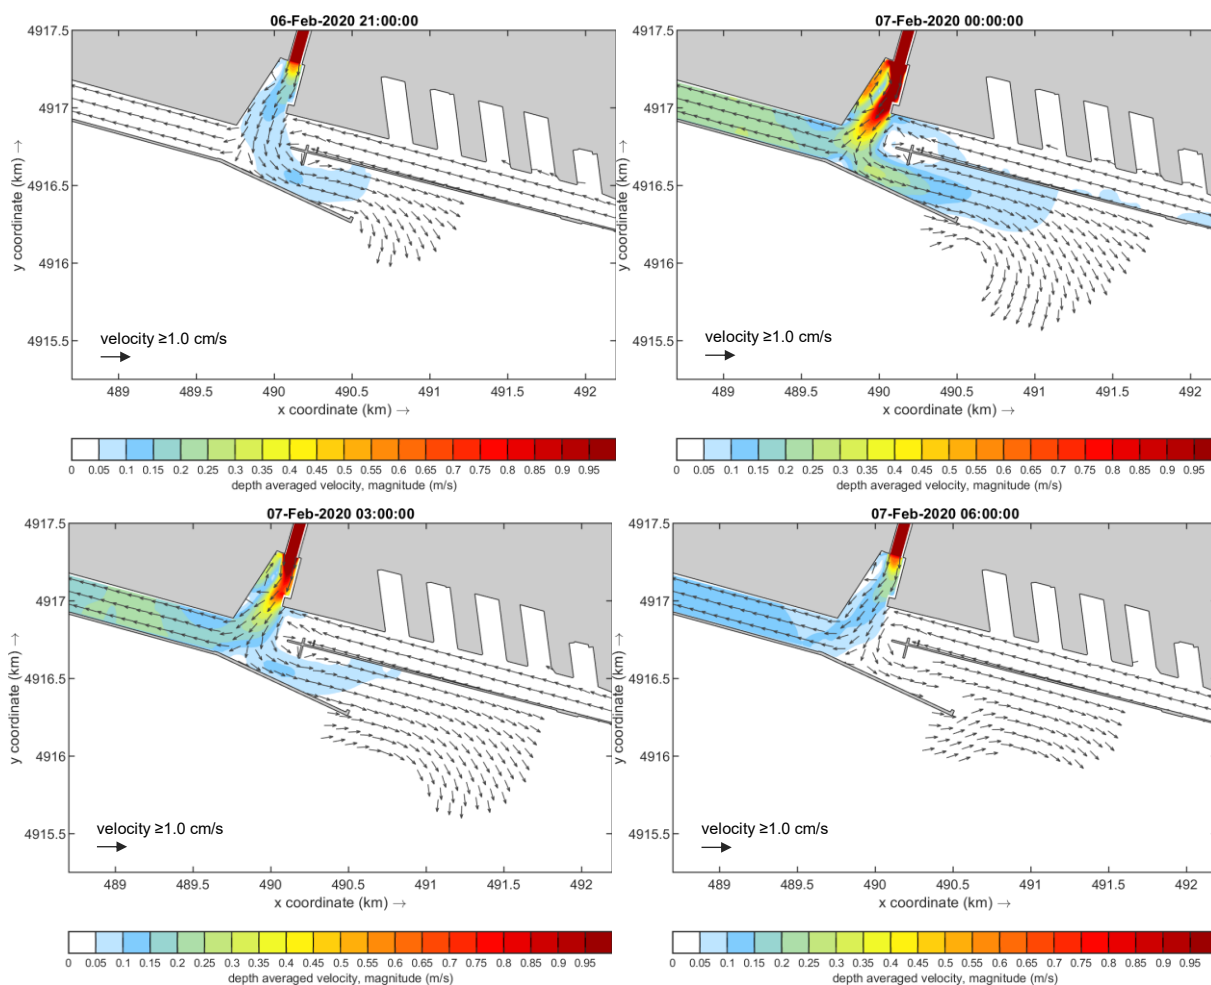 06-Feb-2020 21:00:00
4917.5
4917
4916.5
4916
4915.5
y coordinate (km) →
velocity ≥1.0 cm/s
489 489.5 490 490.5 491 491.5 492
x coordinate (km) →
0 0.05 0.1 0.15 0.2 0.25 0.3 0.35 0.4 0.45 0.5 0.55 0.6 0.65 0.7 0.75 0.8 0.85 0.9 0.95
depth averaged velocity, magnitude (m/s)
07-Feb-2020 00:00:00
4917.5
4917
4916.5
4916
4915.5
y coordinate (km) →
velocity ≥1.0 cm/s
489 489.5 490 490.5 491 491.5 492
x coordinate (km) →
0 0.05 0.1 0.15 0.2 0.25 0.3 0.35 0.4 0.45 0.5 0.55 0.6 0.65 0.7 0.75 0.8 0.85 0.9 0.95
depth averaged velocity, magnitude (m/s)
07-Feb-2020 03:00:00
4917.5
4917
4916.5
4916
4915.5
y coordinate (km) →
velocity ≥1.0 cm/s
489 489.5 490 490.5 491 491.5 492
x coordinate (km) →
0 0.05 0.1 0.15 0.2 0.25 0.3 0.35 0.4 0.45 0.5 0.55 0.6 0.65 0.7 0.75 0.8 0.85 0.9 0.95
depth averaged velocity, magnitude (m/s)
07-Feb-2020 06:00:00
4917.5
4917
4916.5
4916
4915.5
y coordinate (km) →
velocity ≥1.0 cm/s
489 489.5 490 490.5 491 491.5 492
x coordinate (km) →
0 0.05 0.1 0.15 0.2 0.25 0.3 0.35 0.4 0.45 0.5 0.55 0.6 0.65 0.7 0.75 0.8 0.85 0.9 0.95
depth averaged velocity, magnitude (m/s)